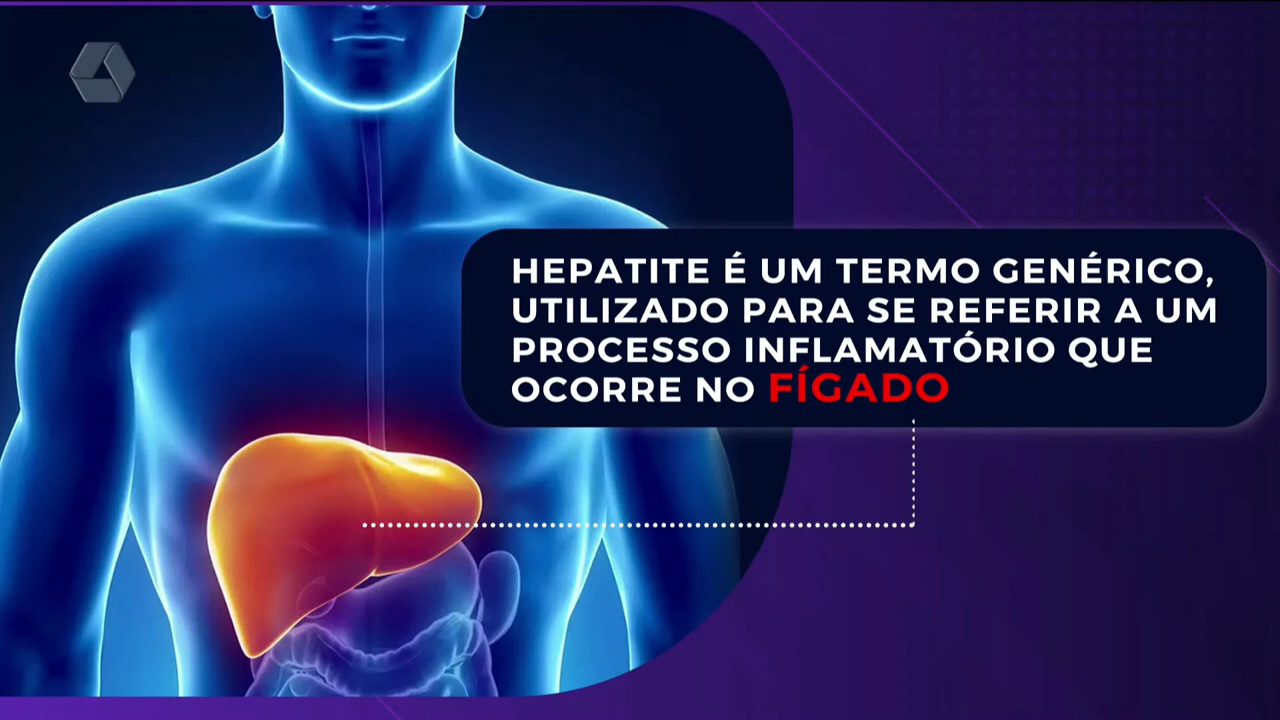 HEPATITE É UM TERMO GENÉRICO,
UTILIZADO PARA SE REFERIR A UM
PROCESSO INFLAMATÓRIO QUE
OCORRE NO FÍGADO